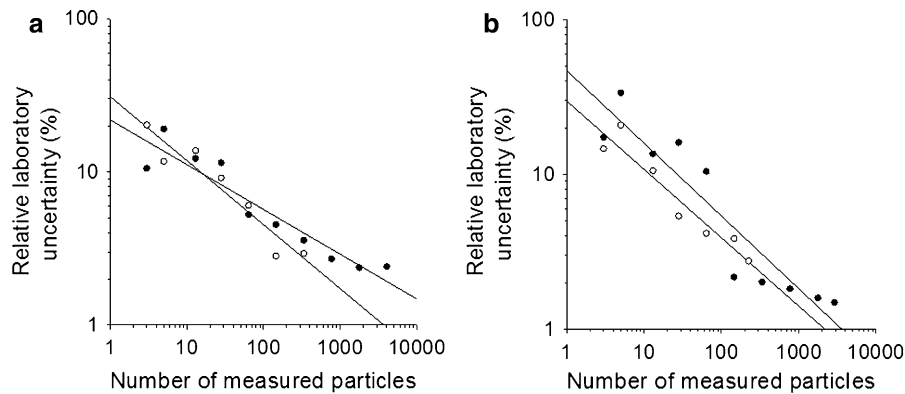 a
100
10
1
1 10 100 1000 10000
Relative laboratory
uncertainty (%)
Number of measured particles
b
100
10
1
1 10 100 1000 10000
Relative laboratory
uncertainty (%)
Number of measured particles